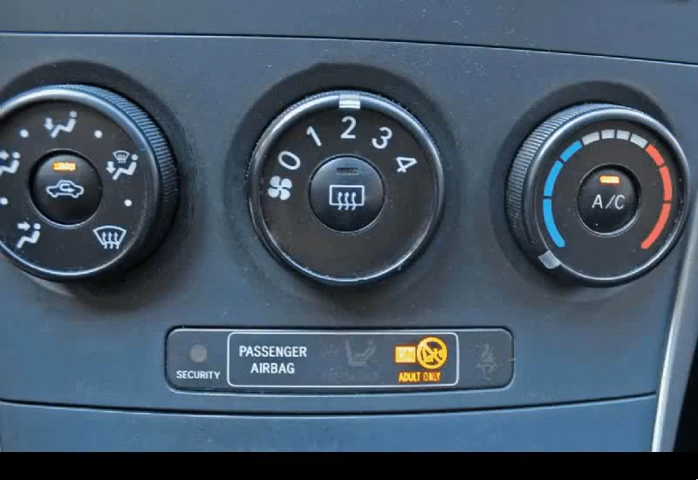 0 1 2 3 4
A/C
SECURITY
PASSENGER
AIRBAG
ADULT ONLY